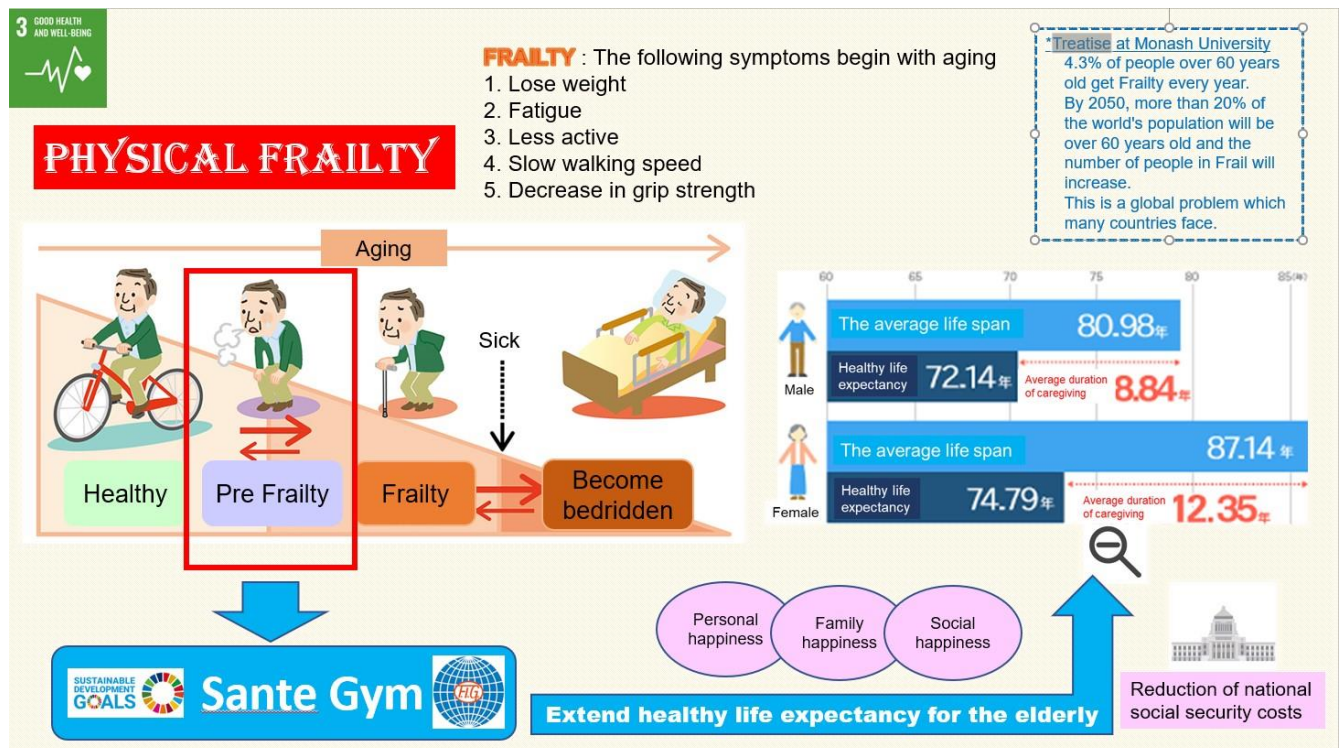 3 GOOD HEALTH
AND WELL-BEING
PHYSICAL FRAILTY
FRAILTY : The following symptoms begin with aging
1. Lose weight
2. Fatigue
3. Less active
4. Slow walking speed
5. Decrease in grip strength
*Treatise at Monash University
4.3% of people over 60 years
old get Frailty every year.
By 2050, more than 20% of
the world's population will be
over 60 years old and the
number of people in Frail will
increase.
This is a global problem which
many countries face.
Aging
Sick
Healthy
Pre Frailty
Frailty
Become
bedridden
60 65 70 75 80 85(年)
The average life span 80.98年
Healthy life
expectancy
72.14年
Average duration
of caregiving
8.84年
Male
The average life span 87.14年
Healthy life
expectancy
74.79年
Average duration
of caregiving
12.35年
Female
SUSTAINABLE
DEVELOPMENT
GOALS
Sante Gym
FIG
Personal
happiness
Family
happiness
Social
happiness
Extend healthy life expectancy for the elderly
Reduction of national
social security costs